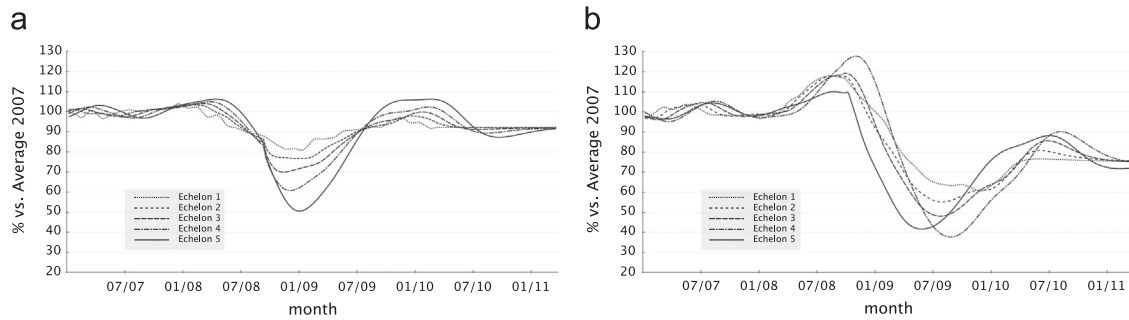 a
130
120
110
100
90
80
70
60
50
40
30
20
% vs. Average 2007
Echelon 1
Echelon 2
Echelon 3
Echelon 4
Echelon 5
07/07 01/08 07/08 01/09 07/09 01/10 07/10 01/11
month
b
130
120
110
100
90
80
70
60
50
40
30
20
% vs. Average 2007
Echelon 1
Echelon 2
Echelon 3
Echelon 4
Echelon 5
07/07 01/08 07/08 01/09 07/09 01/10 07/10 01/11
month